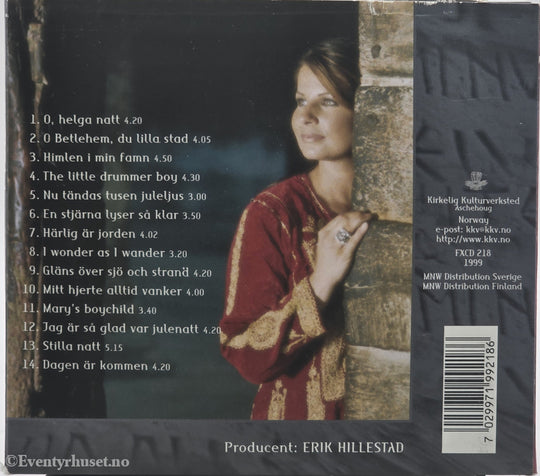 1. O, helga natt 4.20
2. O Betlehem, du lilla stad 4.05
3. Himlen i min famn 4.50
4. The little drummer boy 4.30
5. Nu tändas tusen juleljus 3.00
6. En stjärna lyser så klar 3.50
7. Härlig är jorden 4.02
8. I wonder as I wander 3.20
9. Gläns över sjö och strand 4.20
10. Mitt hjerte alltid vanker 4.00
11. Mary's boychild 3.40
12. Jag är så glad var julenatt 4.20
13. Stilla natt 5.15
14. Dagen är kommen 4.20
Kirkelig Kulturverksted
Aschehoug
Norway
e-post: kkv@kkv.no
http://www.kkv.no
FXCD 218
1999
MNW Distribution Sverige
MNW Distribution Finland
7 029971 992186
Producent: ERIK HILLESTAD
©Eventyrhuset.no